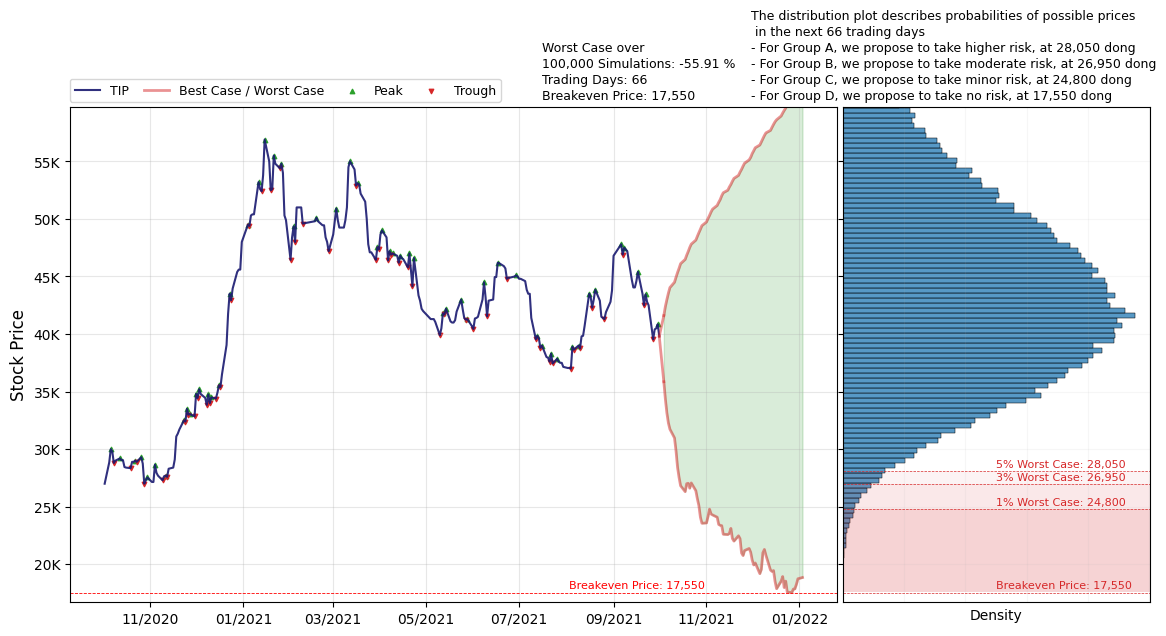 The distribution plot describes probabilities of possible prices
in the next 66 trading days
- For Group A, we propose to take higher risk, at 28,050 dong
- For Group B, we propose to take moderate risk, at 26,950 dong
- For Group C, we propose to take minor risk, at 24,800 dong
- For Group D, we propose to take no risk, at 17,550 dong
Worst Case over
100,000 Simulations: -55.91 %
Trading Days: 66
Breakeven Price: 17,550
TIP
Best Case / Worst Case
Peak
Trough
Stock Price
55K
50K
45K
40K
35K
30K
25K
20K
Breakeven Price: 17,550
11/2020
01/2021
03/2021
05/2021
07/2021
09/2021
11/2021
01/2022
5% Worst Case: 28,050
3% Worst Case: 26,950
1% Worst Case: 24,800
Breakeven Price: 17,550
Density